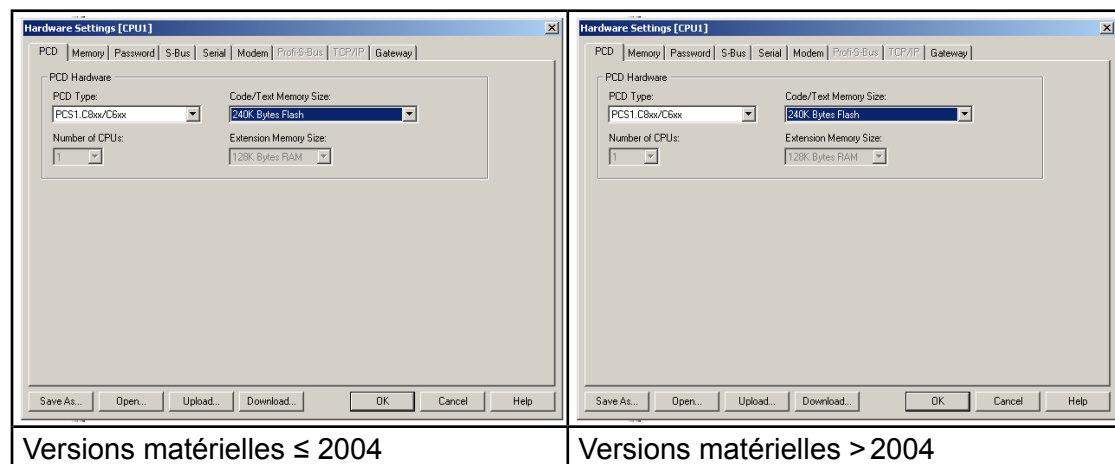 Hardware Settings [CPU1]
PCD Memory Password S-Bus Serial Modem Profi-S-Bus TCP/IP Gateway
PCD Hardware
PCD Type: Code/Text Memory Size:
PCS1.C8xx/C6xx 240K Bytes Flash
Number of CPUs: Extension Memory Size:
1 128K Bytes RAM
Save As... Open... Upload... Download... OK Cancel Help
Versions matérielles ≤ 2004
Hardware Settings [CPU1]
PCD Memory Password S-Bus Serial Modem Profi-S-Bus TCP/IP Gateway
PCD Hardware
PCD Type: Code/Text Memory Size:
PCS1.C8xx/C6xx 240K Bytes Flash
Number of CPUs: Extension Memory Size:
1 128K Bytes RAM
Save As... Open... Upload... Download... OK Cancel Help
Versions matérielles > 2004